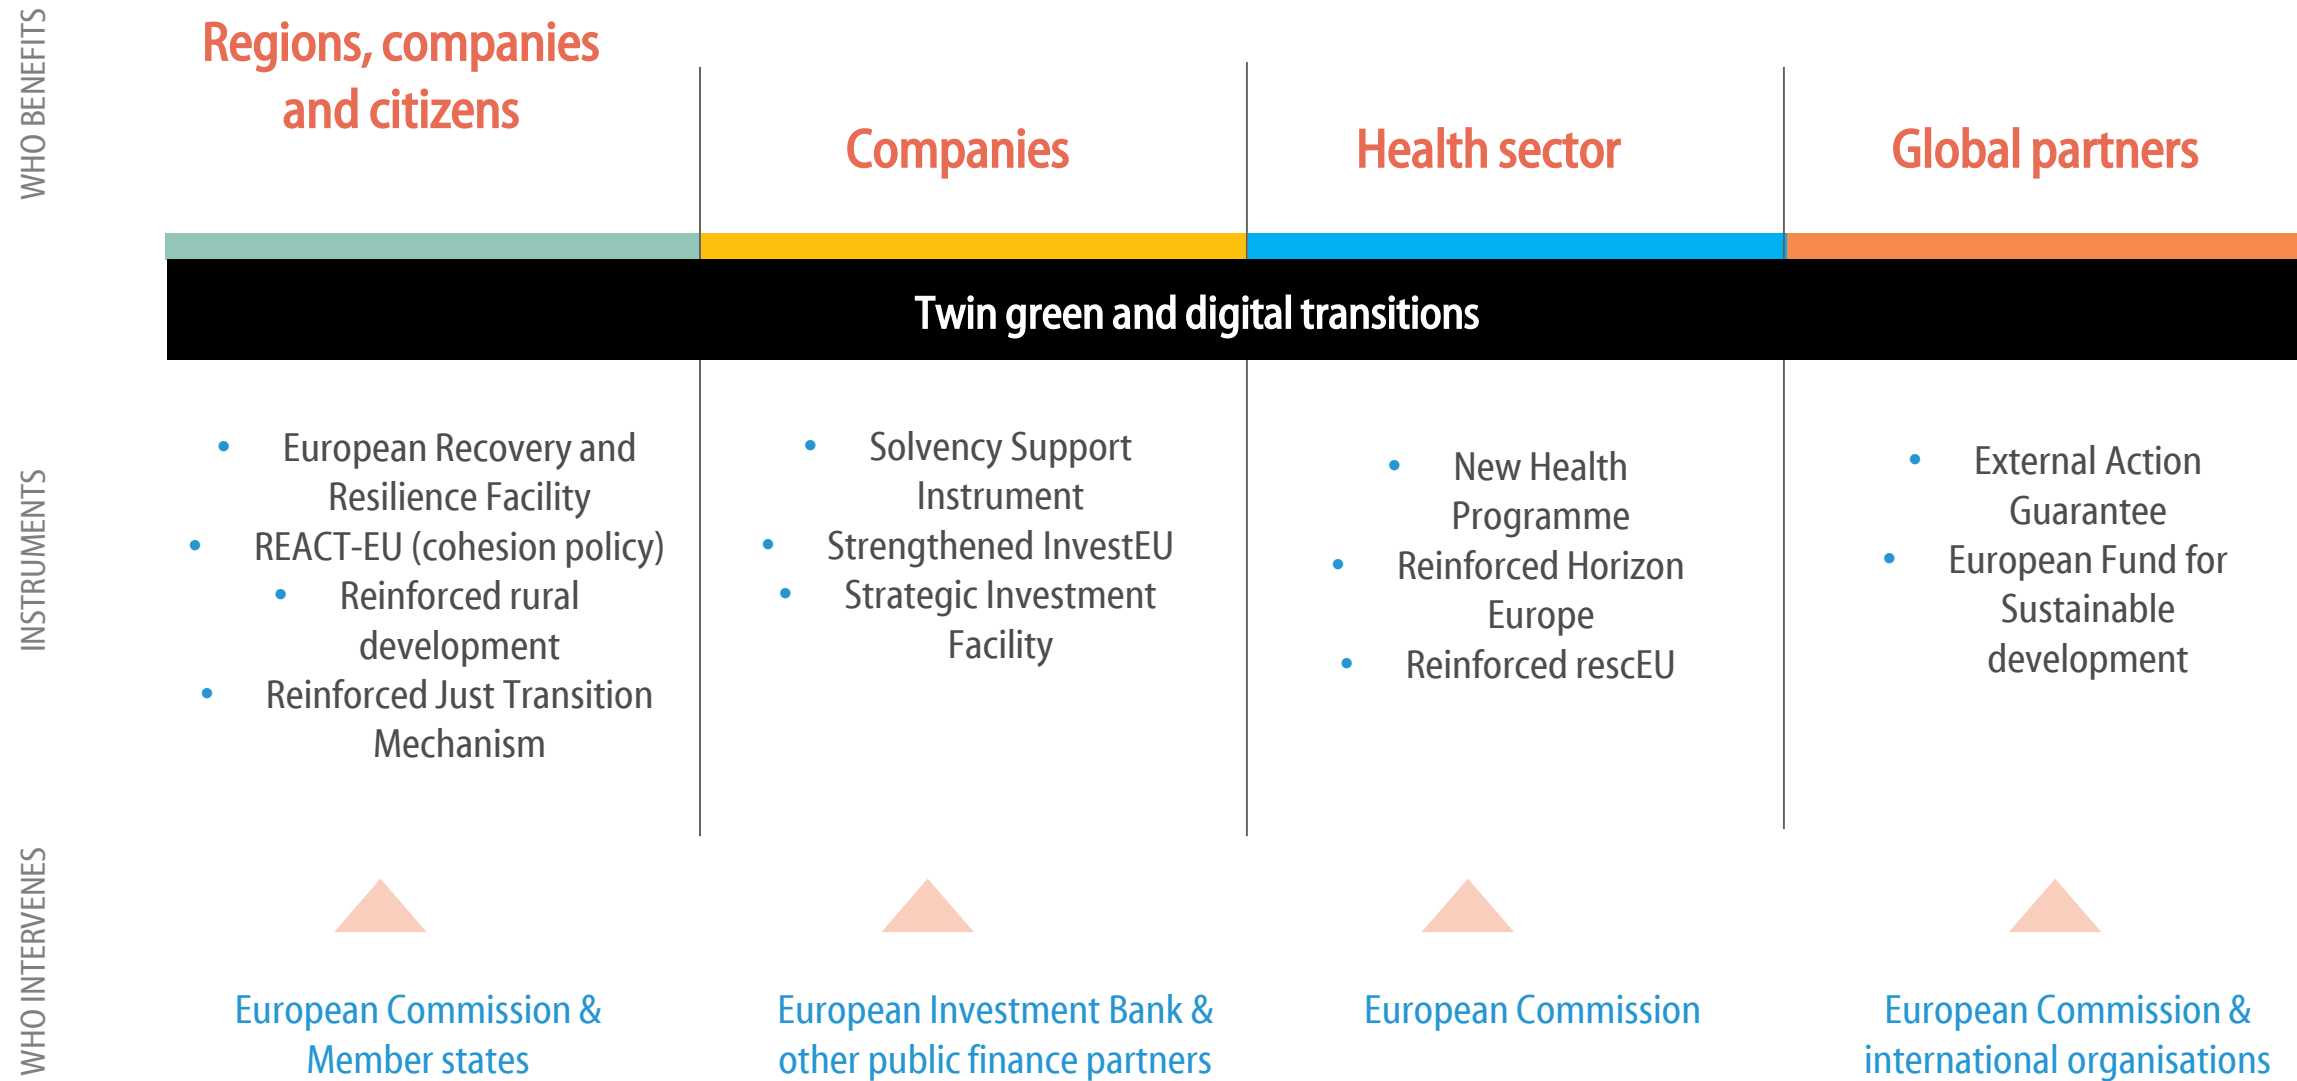 WHO BENEFITS
Regions, companies
and citizens
Companies
Health sector
Global partners
Twin green and digital transitions
INSTRUMENTS
• European Recovery and
Resilience Facility
• REACT-EU (cohesion policy)
• Reinforced rural
development
• Reinforced Just Transition
Mechanism
• Solvency Support
Instrument
• Strengthened InvestEU
• Strategic Investment
Facility
• New Health
Programme
• Reinforced Horizon
Europe
• Reinforced rescEU
• External Action
Guarantee
• European Fund for
Sustainable
development
WHO INTERVENES
European Commission &
Member states
European Investment Bank &
other public finance partners
European Commission
European Commission &
international organisations